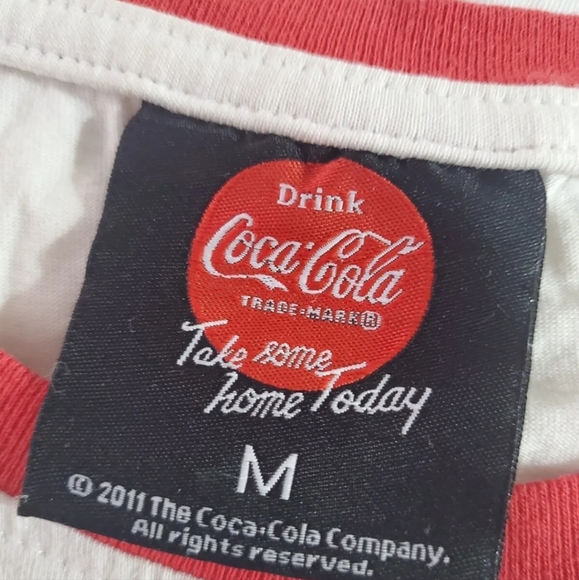 Drink
Coca-Cola
TRADE-MARK®
Take some
home Today
M
© 2011 The Coca-Cola Company.
All rights reserved.